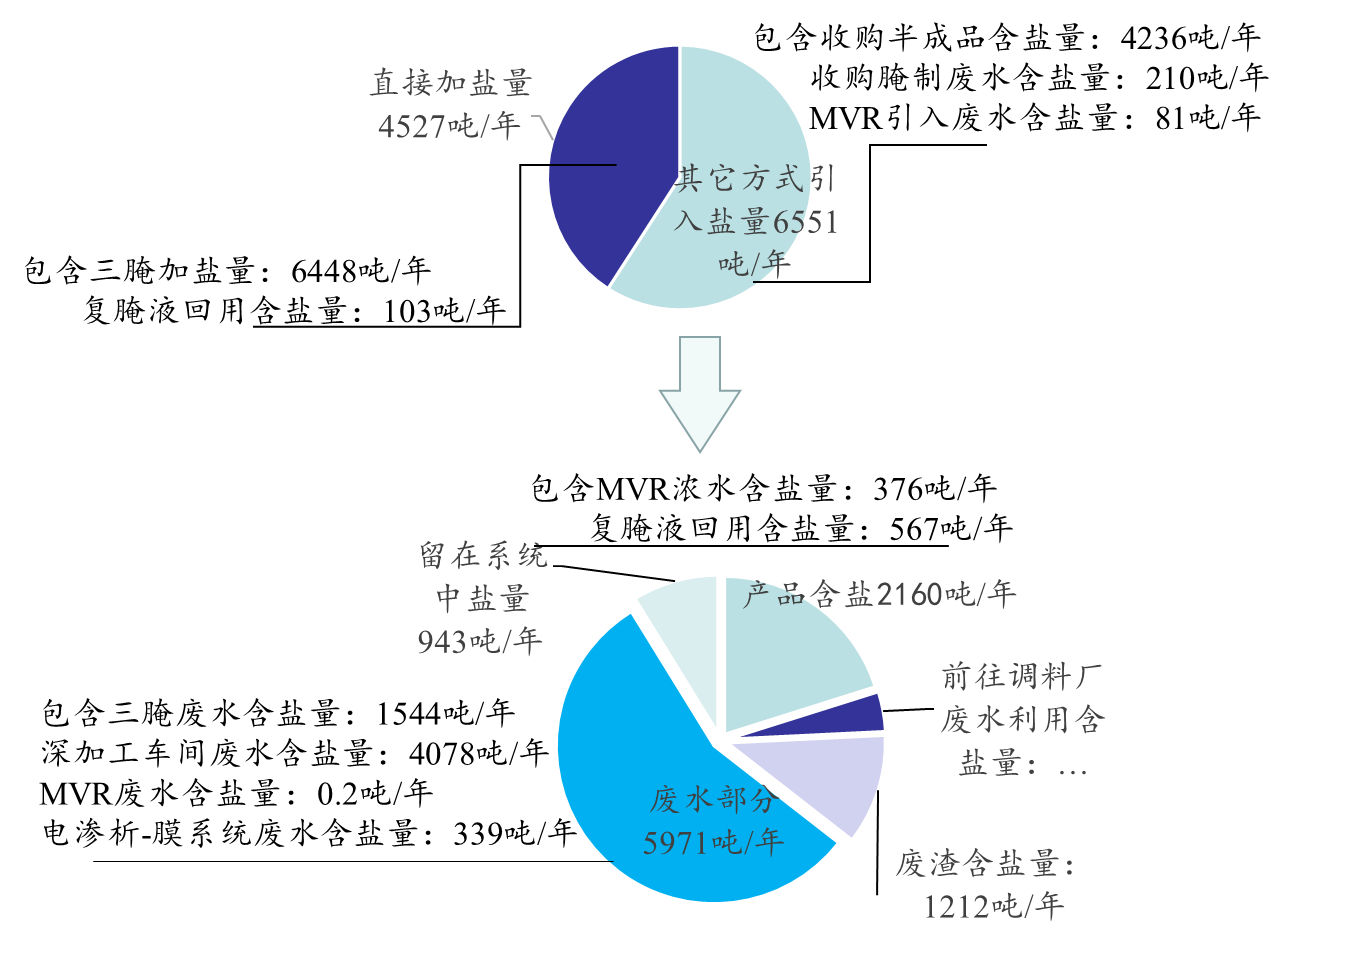 包含收购半成品含盐量：4236吨/年
收购腌制废水含盐量：210吨/年
MVR引入废水含盐量：81吨/年
直接加盐量
4527吨/年
其它方式引
入盐量6551
吨/年
包含三腌加盐量：6448吨/年
复腌液回用含盐量：103吨/年
包含MVR浓水含盐量：376吨/年
复腌液回用含盐量：567吨/年
留在系统
中盐量
943吨/年
产品含盐2160吨/年
前往调料厂
废水利用含
盐量：…
包含三腌废水含盐量：1544吨/年
深加工车间废水含盐量：4078吨/年
MVR废水含盐量：0.2吨/年
电渗析-膜系统废水含盐量：339吨/年
废水部分
5971吨/年
废渣含盐量：
1212吨/年